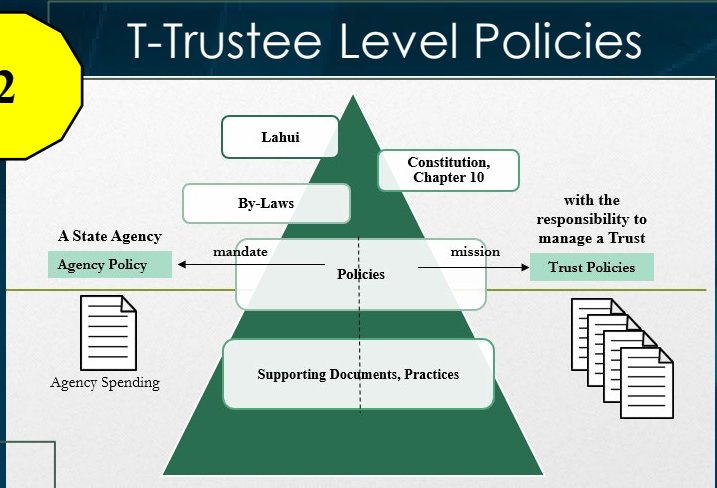 T-Trustee Level Policies
2
Lahui
Constitution,
Chapter 10
By-Laws
with the
responsibility to
manage a Trust
A State Agency
mandate
mission
Agency Policy
Policies
Trust Policies
Supporting Documents, Practices
Agency Spending